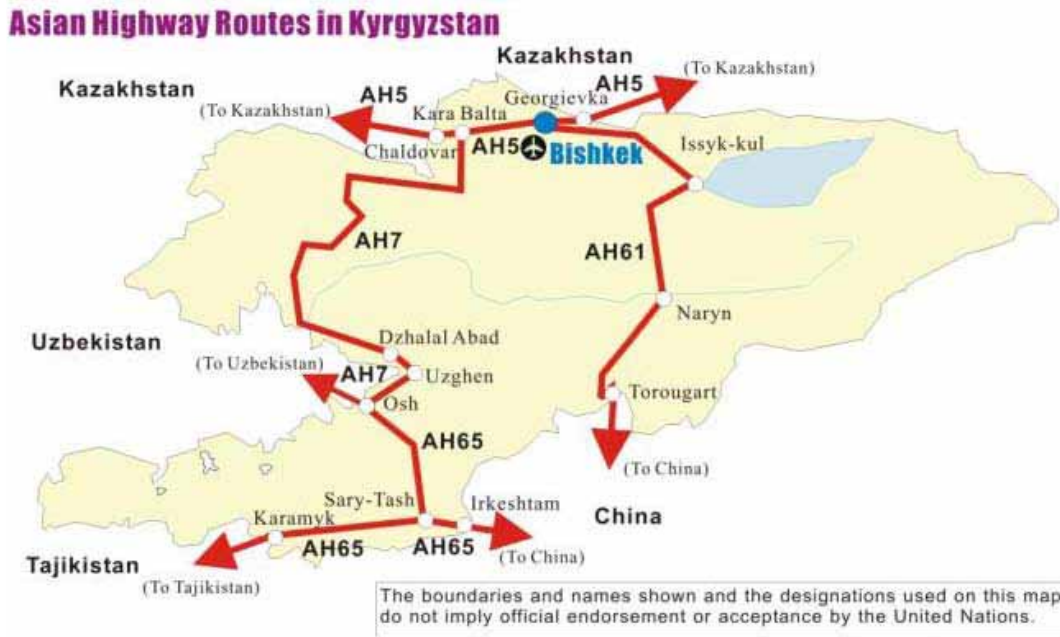 Asian Highway Routes in Kyrgyzstan
Kazakhstan
(To Kazakhstan)
Kazakhstan
AH5
AH5
Georgievka
(To Kazakhstan)
Kara Balta
Chaldovar
AH5
Bishkek
Issyk-kul
AH7
AH61
Naryn
Uzbekistan
Dzhalal Abad
(To Uzbekistan)
AH7
Uzghen
Torougart
Osh
AH65
(To China)
Sary-Tash
Irkeshtam
China
Karamyk
AH65
AH65
(To China)
Tajikistan
(To Tajikistan)
The boundaries and names shown and the designations used on this map
do not imply official endorsement or acceptance by the United Nations.